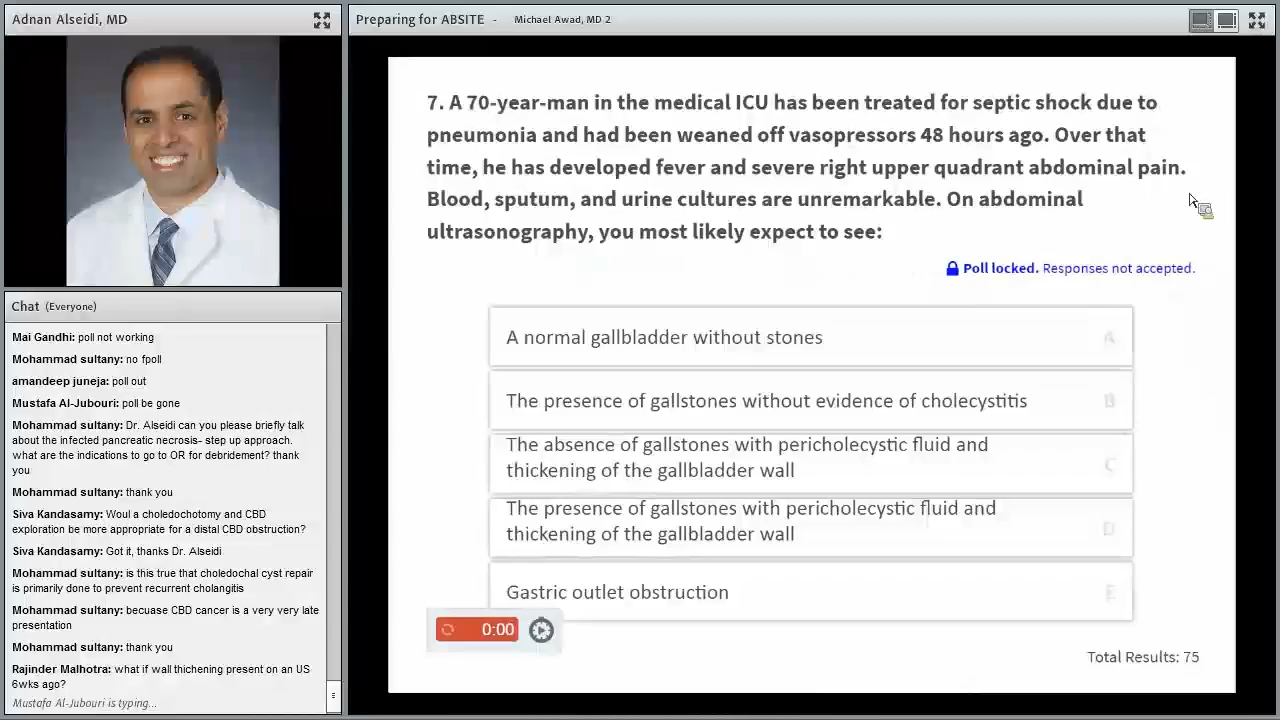 Adnan Alseidi, MD
Preparing for ABSITE - Michael Awad, MD 2
7. A 70-year-man in the medical ICU has been treated for septic shock due to
pneumonia and had been weaned off vasopressors 48 hours ago. Over that
time, he has developed fever and severe right upper quadrant abdominal pain.
Blood, sputum, and urine cultures are unremarkable. On abdominal
ultrasonography, you most likely expect to see:
Poll locked. Responses not accepted.
A normal gallbladder without stones A
The presence of gallstones without evidence of cholecystitis B
The absence of gallstones with pericholecystic fluid and
thickening of the gallbladder wall C
The presence of gallstones with pericholecystic fluid and
thickening of the gallbladder wall D
Gastric outlet obstruction E
0:00
Total Results: 75
Chat (Everyone)
Mai Gandhi: poll not working
Mohammad sultany: no fpoll
amandeep juneja: poll out
Mustafa Al-Jubouri: poll be gone
Mohammad sultany: Dr. Alseidi can you please briefly talk
about the infected pancreatic necrosis- step up approach.
what are the indications to go to OR for debridement? thank
you
Mohammad sultany: thank you
Siva Kandasamy: Woul a choledochotomy and CBD
exploration be more appropriate for a distal CBD obstruction?
Siva Kandasamy: Got it, thanks Dr. Alseidi
Mohammad sultany: is this true that choledochal cyst repair
is primarily done to prevent recurrent cholangitis
Mohammad sultany: becuase CBD cancer is a very very late
presentation
Mohammad sultany: thank you
Rajinder Malhotra: what if wall thichening present on an US
6wks ago?
Mustafa Al-Jubouri is typing...